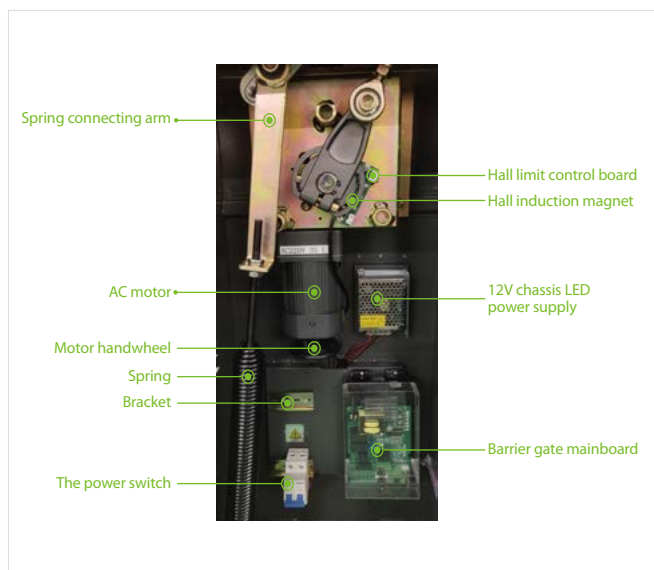 Spring connecting arm
Hall limit control board
Hall induction magnet
AC motor
12V chassis LED
power supply
Motor handwheel
Spring
Bracket
Barrier gate mainboard
The power switch